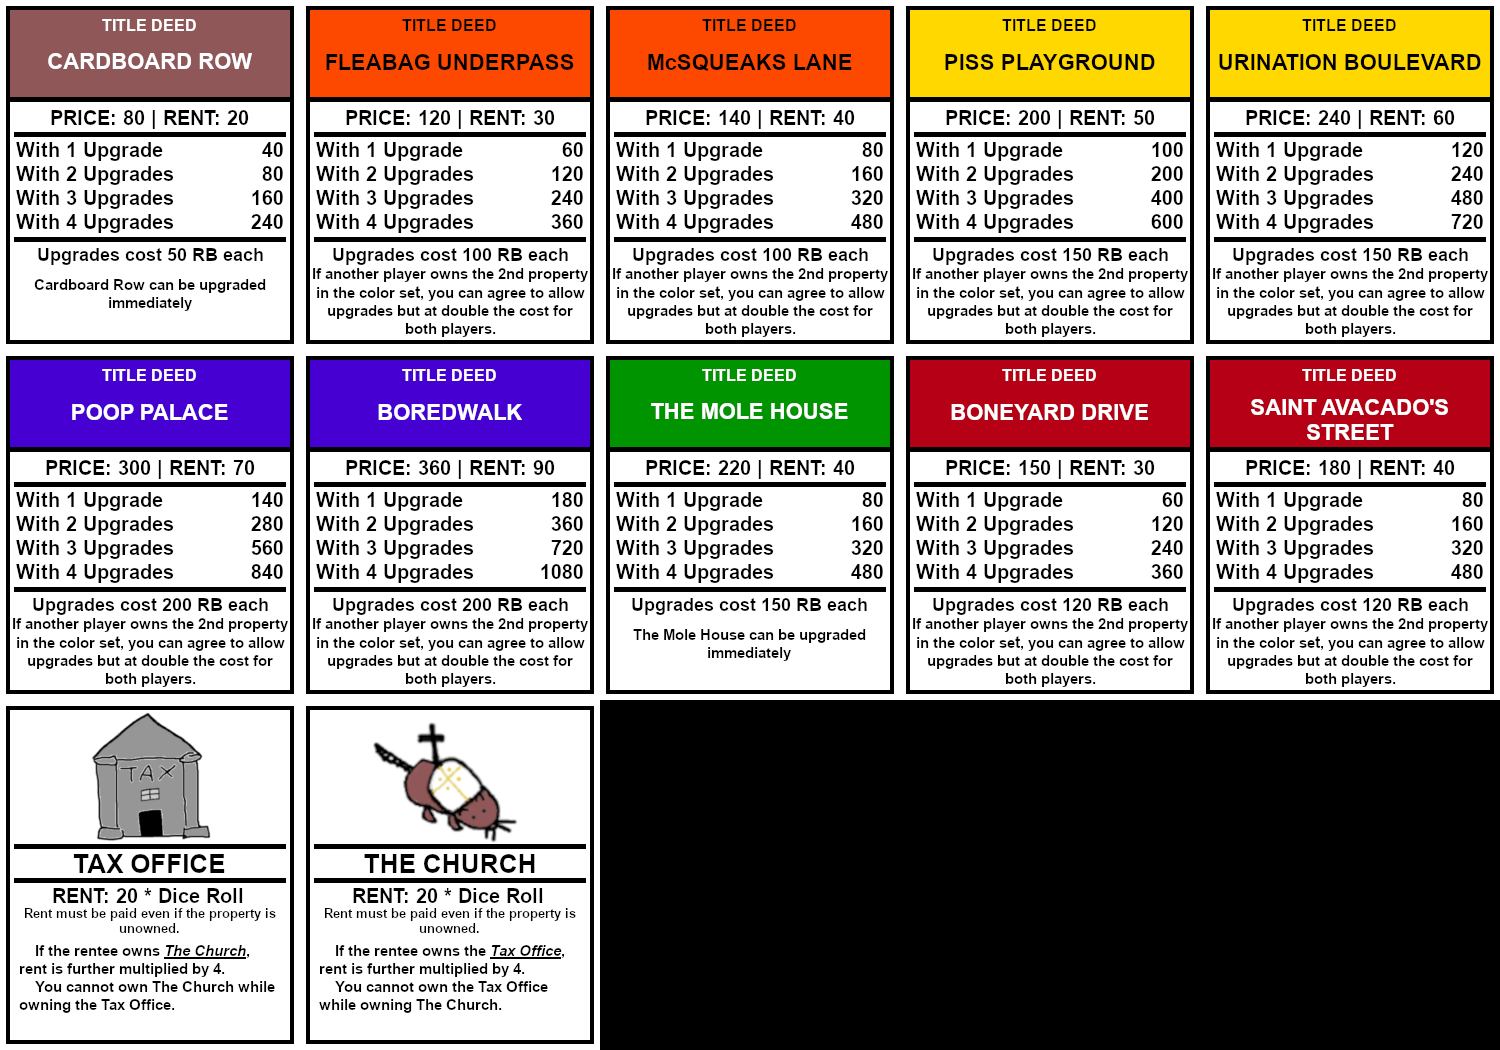 TITLE DEED
CARDBOARD ROW
PRICE: 80 | RENT: 20
With 1 Upgrade 40
With 2 Upgrades 80
With 3 Upgrades 160
With 4 Upgrades 240
Upgrades cost 50 RB each
Cardboard Row can be upgraded
immediately
TITLE DEED
FLEABAG UNDERPASS
PRICE: 120 | RENT: 30
With 1 Upgrade 60
With 2 Upgrades 120
With 3 Upgrades 240
With 4 Upgrades 360
Upgrades cost 100 RB each
If another player owns the 2nd property
in the color set, you can agree to allow
upgrades but at double the cost for
both players.
TITLE DEED
McSQUEAKS LANE
PRICE: 140 | RENT: 40
With 1 Upgrade 80
With 2 Upgrades 160
With 3 Upgrades 320
With 4 Upgrades 480
Upgrades cost 100 RB each
If another player owns the 2nd property
in the color set, you can agree to allow
upgrades but at double the cost for
both players.
TITLE DEED
PISS PLAYGROUND
PRICE: 200 | RENT: 50
With 1 Upgrade 100
With 2 Upgrades 200
With 3 Upgrades 400
With 4 Upgrades 600
Upgrades cost 150 RB each
If another player owns the 2nd property
in the color set, you can agree to allow
upgrades but at double the cost for
both players.
TITLE DEED
URINATION BOULEVARD
PRICE: 240 | RENT: 60
With 1 Upgrade 120
With 2 Upgrades 240
With 3 Upgrades 480
With 4 Upgrades 720
Upgrades cost 150 RB each
If another player owns the 2nd property
in the color set, you can agree to allow
upgrades but at double the cost for
both players.
TITLE DEED
POOP PALACE
PRICE: 300 | RENT: 70
With 1 Upgrade 140
With 2 Upgrades 280
With 3 Upgrades 560
With 4 Upgrades 840
Upgrades cost 200 RB each
If another player owns the 2nd property
in the color set, you can agree to allow
upgrades but at double the cost for
both players.
TITLE DEED
BOREDWALK
PRICE: 360 | RENT: 90
With 1 Upgrade 180
With 2 Upgrades 360
With 3 Upgrades 720
With 4 Upgrades 1080
Upgrades cost 200 RB each
If another player owns the 2nd property
in the color set, you can agree to allow
upgrades but at double the cost for
both players.
TITLE DEED
THE MOLE HOUSE
PRICE: 220 | RENT: 40
With 1 Upgrade 80
With 2 Upgrades 160
With 3 Upgrades 320
With 4 Upgrades 480
Upgrades cost 150 RB each
The Mole House can be upgraded
immediately
TITLE DEED
BONEYARD DRIVE
PRICE: 150 | RENT: 30
With 1 Upgrade 60
With 2 Upgrades 120
With 3 Upgrades 240
With 4 Upgrades 360
Upgrades cost 120 RB each
If another player owns the 2nd property
in the color set, you can agree to allow
upgrades but at double the cost for
both players.
TITLE DEED
SAINT AVACADO'S
STREET
PRICE: 180 | RENT: 40
With 1 Upgrade 80
With 2 Upgrades 160
With 3 Upgrades 320
With 4 Upgrades 480
Upgrades cost 120 RB each
If another player owns the 2nd property
in the color set, you can agree to allow
upgrades but at double the cost for
both players.
TAX
TAX OFFICE
RENT: 20 * Dice Roll
Rent must be paid even if the property is
unowned.
If the rentee owns The Church,
rent is further multiplied by 4.
You cannot own The Church while
owning the Tax Office.
THE CHURCH
RENT: 20 * Dice Roll
Rent must be paid even if the property is
unowned.
If the rentee owns the Tax Office,
rent is further multiplied by 4.
You cannot own the Tax Office
while owning The Church.